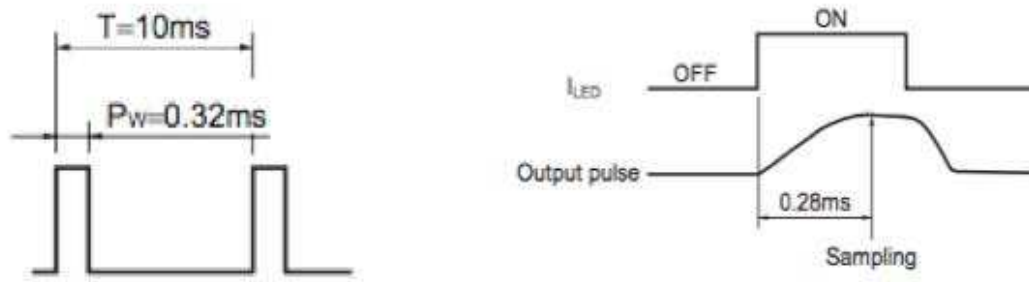 T=10ms
Pw=0.32ms
ON
OFF
ILED
Output pulse
0.28ms
Sampling